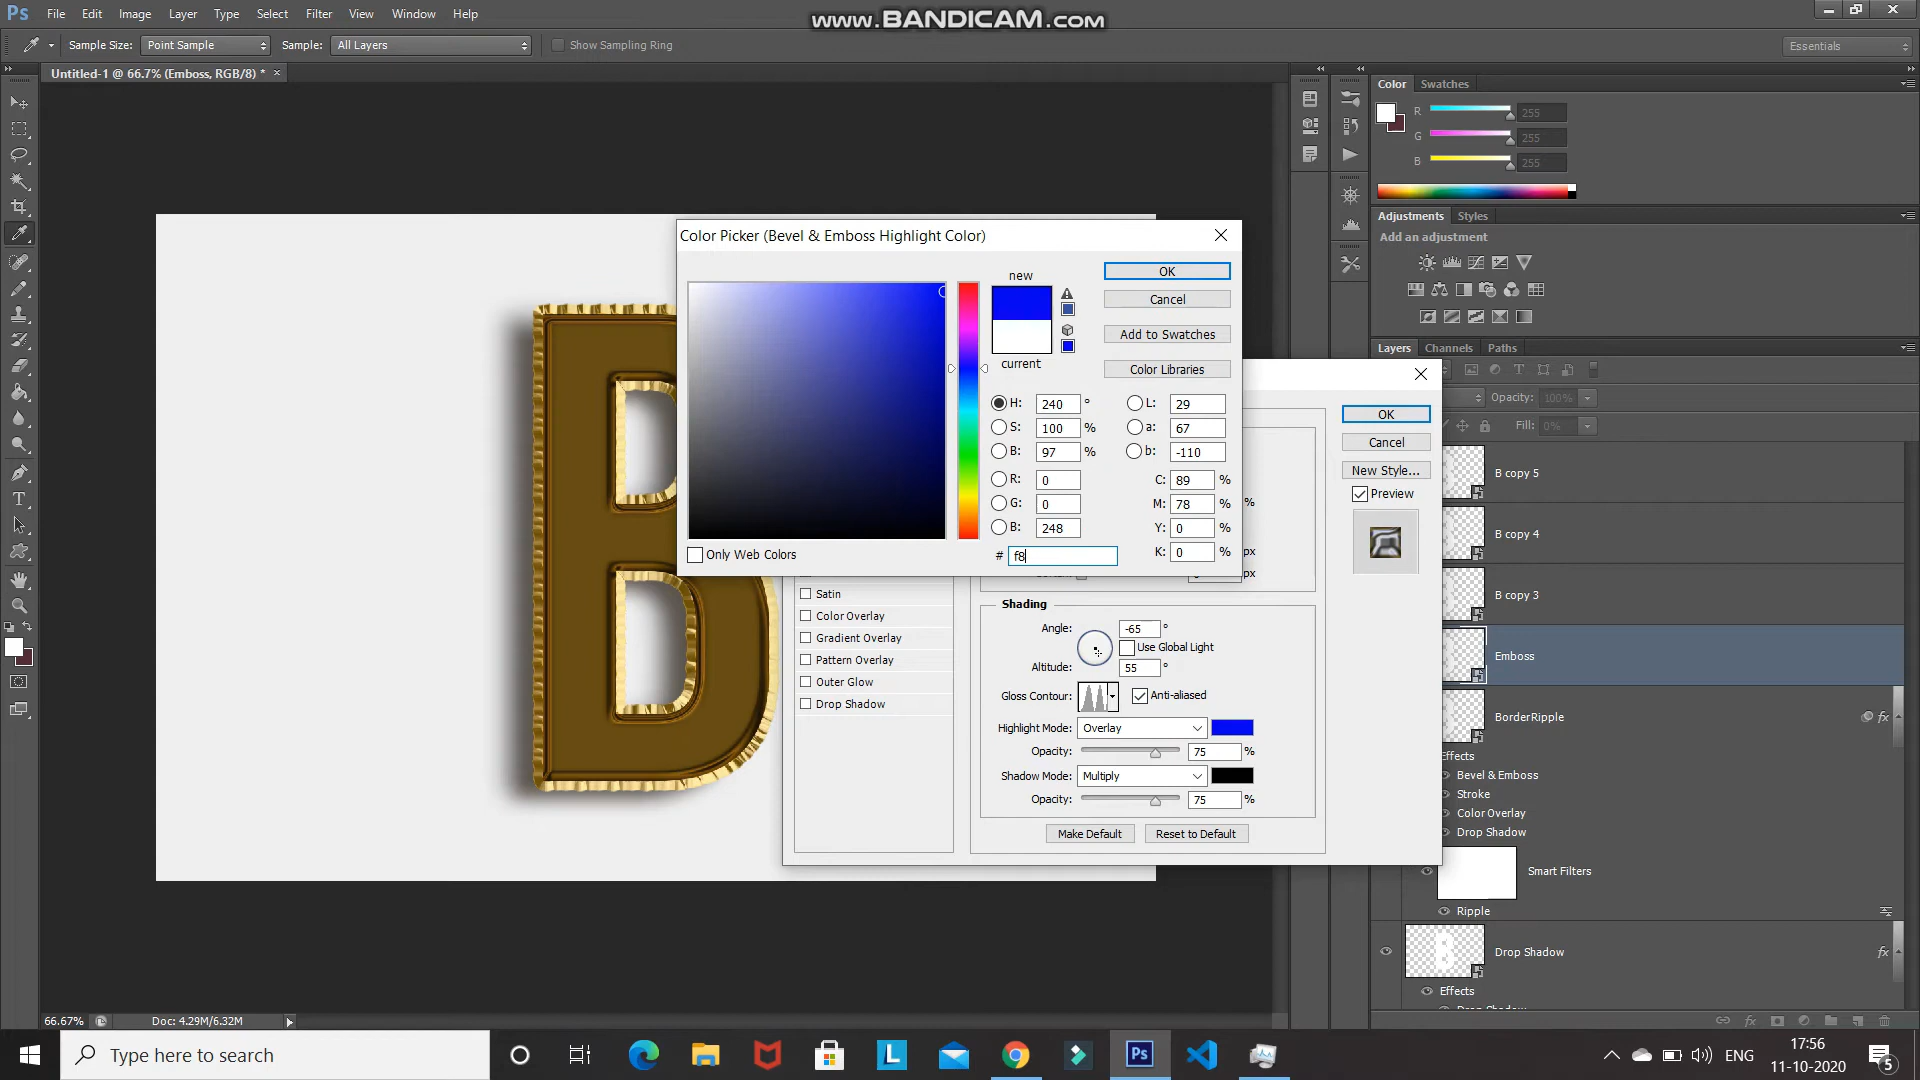 Ps File Edit Image Layer Type Select Filter View Window Help
www.BANDICAM.com
Sample Size: Point Sample Sample: All Layers Show Sampling Ring
Essentials
Untitled-1 @ 66.7% (Emboss, RGB/8) * ×
Color Swatches
R 255
G 255
B 255
Adjustments Styles
Add an adjustment
Layers Channels Paths
Opacity: 100%
Fill: 0%
B copy 5
B copy 4
B copy 3
Emboss
BorderRipple fx
Effects
Bevel & Emboss
Stroke
Color Overlay
Drop Shadow
Smart Filters
Ripple
Drop Shadow fx
Effects
Color Picker (Bevel & Emboss Highlight Color)
new
current
OK
Cancel
Add to Swatches
Color Libraries
H: 240 °
S: 100 %
B: 97 %
R: 0
G: 0
B: 248
L: 29
a: 67
b: -110
C: 89 %
M: 78 %
Y: 0 %
K: 0 %
# f8
Only Web Colors
OK
Cancel
New Style...
Preview
%
px
px
Satin
Color Overlay
Gradient Overlay
Pattern Overlay
Outer Glow
Drop Shadow
Shading
Angle: -65 °
Use Global Light
Altitude: 55 °
Gloss Contour: Anti-aliased
Highlight Mode: Overlay
Opacity: 75 %
Shadow Mode: Multiply
Opacity: 75 %
Make Default Reset to Default
B
66.67% Doc: 4.29M/6.32M
Type here to search
L
Ps
ENG
17:56
11-10-2020
5